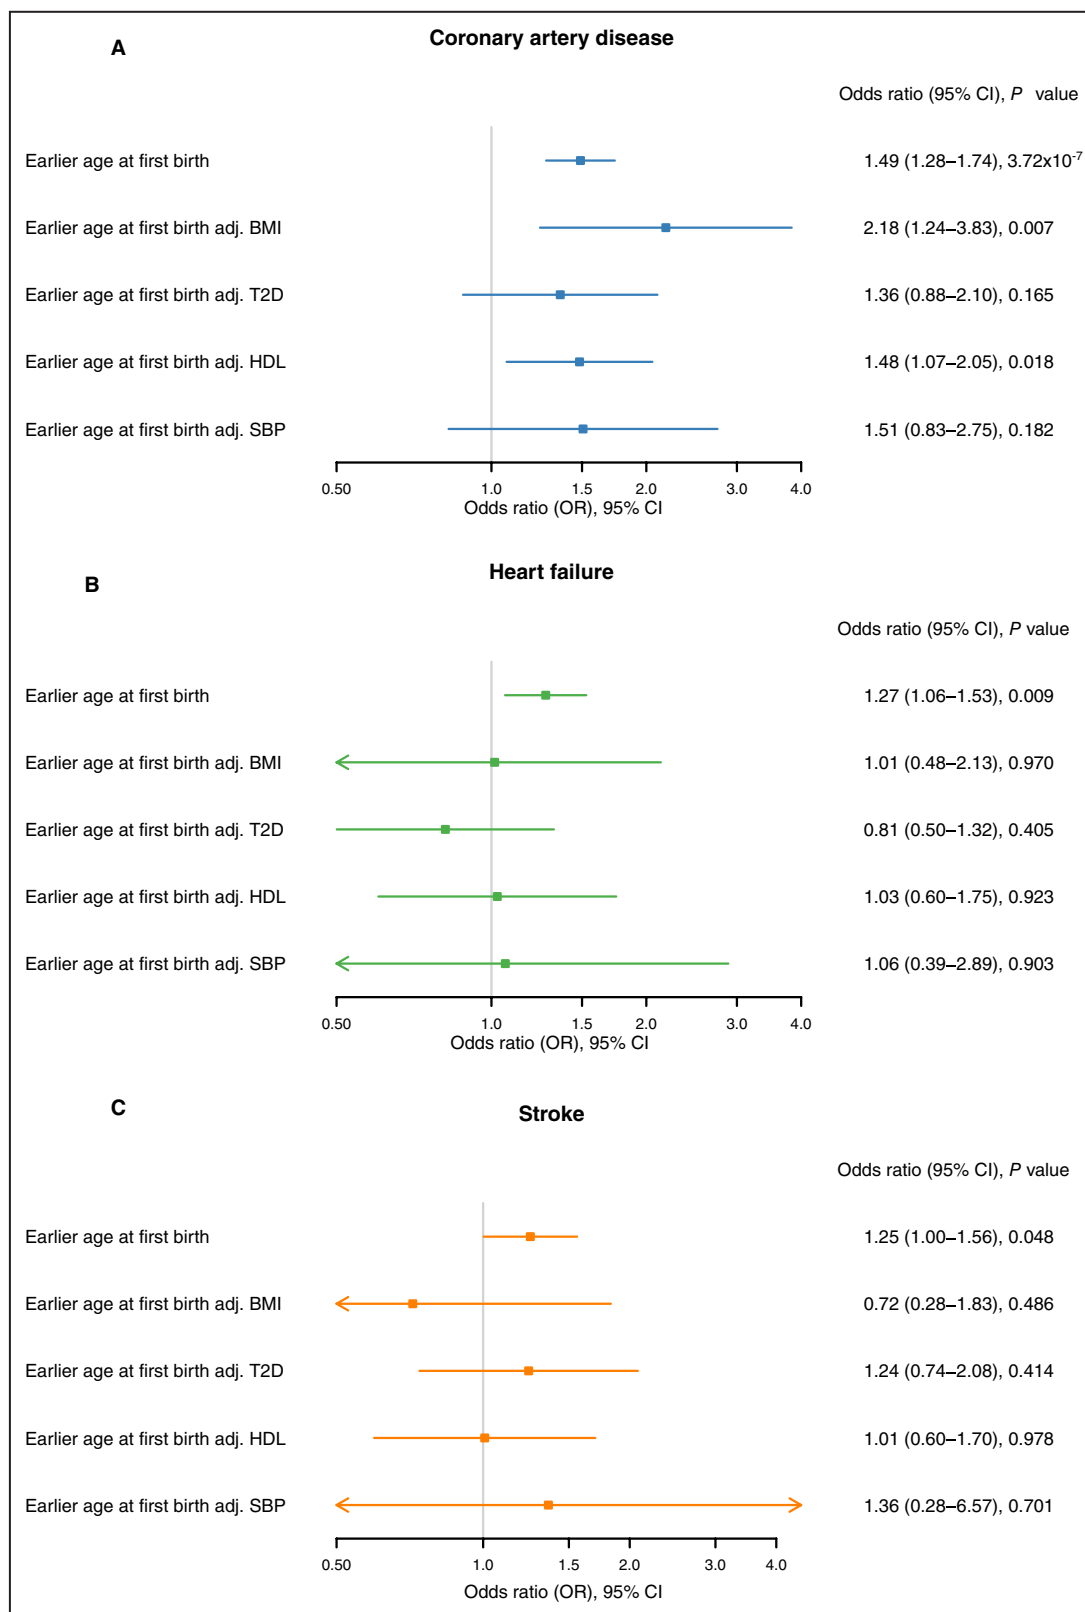 A
Coronary artery disease
Odds ratio (95% CI), P value
Earlier age at first birth 1.49 (1.28–1.74), 3.72x10⁻⁷
Earlier age at first birth adj. BMI 2.18 (1.24–3.83), 0.007
Earlier age at first birth adj. T2D 1.36 (0.88–2.10), 0.165
Earlier age at first birth adj. HDL 1.48 (1.07–2.05), 0.018
Earlier age at first birth adj. SBP 1.51 (0.83–2.75), 0.182
0.50 1.0 1.5 2.0 3.0 4.0
Odds ratio (OR), 95% CI
B
Heart failure
Odds ratio (95% CI), P value
Earlier age at first birth 1.27 (1.06–1.53), 0.009
Earlier age at first birth adj. BMI 1.01 (0.48–2.13), 0.970
Earlier age at first birth adj. T2D 0.81 (0.50–1.32), 0.405
Earlier age at first birth adj. HDL 1.03 (0.60–1.75), 0.923
Earlier age at first birth adj. SBP 1.06 (0.39–2.89), 0.903
0.50 1.0 1.5 2.0 3.0 4.0
Odds ratio (OR), 95% CI
C
Stroke
Odds ratio (95% CI), P value
Earlier age at first birth 1.25 (1.00–1.56), 0.048
Earlier age at first birth adj. BMI 0.72 (0.28–1.83), 0.486
Earlier age at first birth adj. T2D 1.24 (0.74–2.08), 0.414
Earlier age at first birth adj. HDL 1.01 (0.60–1.70), 0.978
Earlier age at first birth adj. SBP 1.36 (0.28–6.57), 0.701
0.50 1.0 1.5 2.0 3.0 4.0
Odds ratio (OR), 95% CI